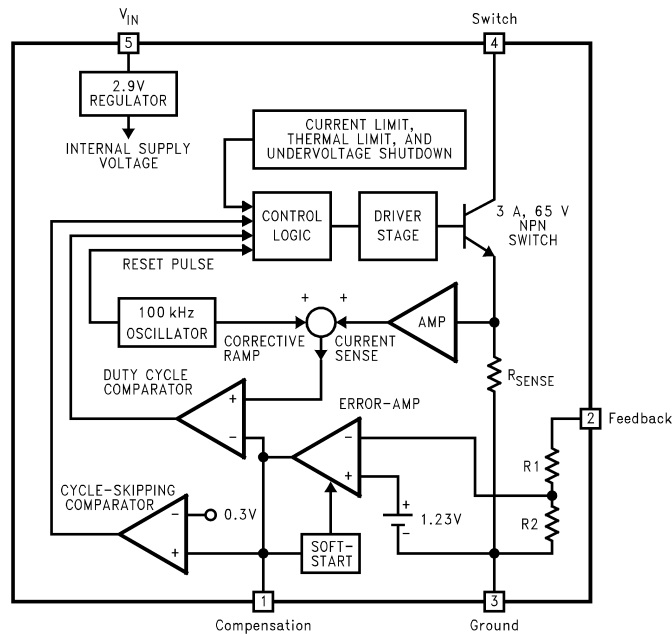 VIN
Switch
5
4
2.9V
REGULATOR
INTERNAL SUPPLY
VOLTAGE
CURRENT LIMIT,
THERMAL LIMIT, AND
UNDERVOLTAGE SHUTDOWN
CONTROL
LOGIC
DRIVER
STAGE
3 A, 65 V
NPN
SWITCH
RESET PULSE
100 kHz
OSCILLATOR
+
+
AMP
CORRECTIVE
RAMP
CURRENT
SENSE
RSENSE
DUTY CYCLE
COMPARATOR
+
-
ERROR-AMP
-
+
2
Feedback
R1
R2
CYCLE-SKIPPING
COMPARATOR
-
+
0.3V
+
-
1.23V
SOFT-
START
1
3
Compensation
Ground